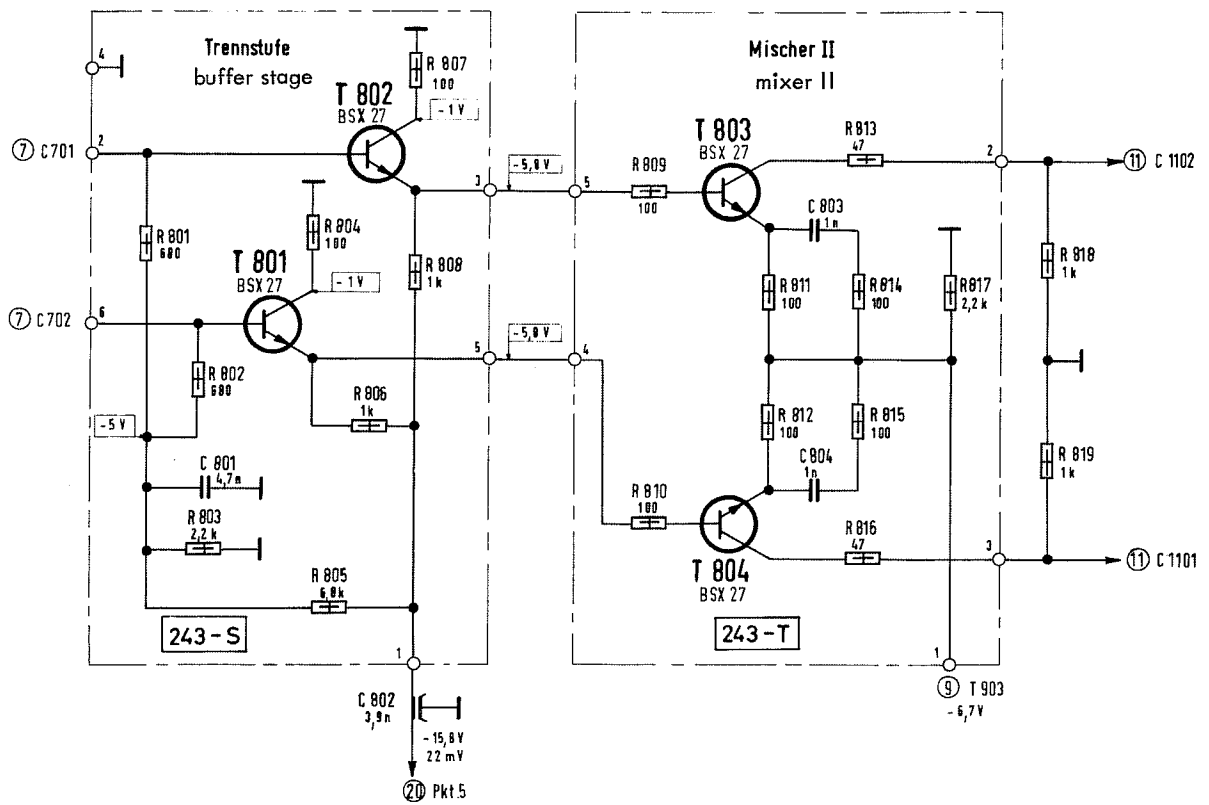 4
Trennstufe
buffer stage
R 807
100
T 802
BSX 27
- 1 V
⑦ C 701
2
R 801
680
R 804
100
T 801
BSX 27
- 1 V
3
-5,8 V
R 808
1k
⑦ C 702
6
R 802
680
- 5 V
5
-5,8 V
R 806
1k
C 801
4,7n
R 803
2,2 k
R 805
6,8k
243 - S
1
C 802
3,9n
-15,8V
22 mV
⑳ Pkt.5
Mischer II
mixer II
T 803
BSX 27
R 813
47
2
⑪ C 1102
5
R 809
100
C 803
1n
R 811
100
R 814
100
R 817
2,2 k
R 818
1k
4
R 812
100
R 815
100
C 804
1n
R 819
1k
R 810
100
T 804
BSX 27
R 816
47
3
⑪ C 1101
243 - T
1
⑨ T 903
- 6,7V